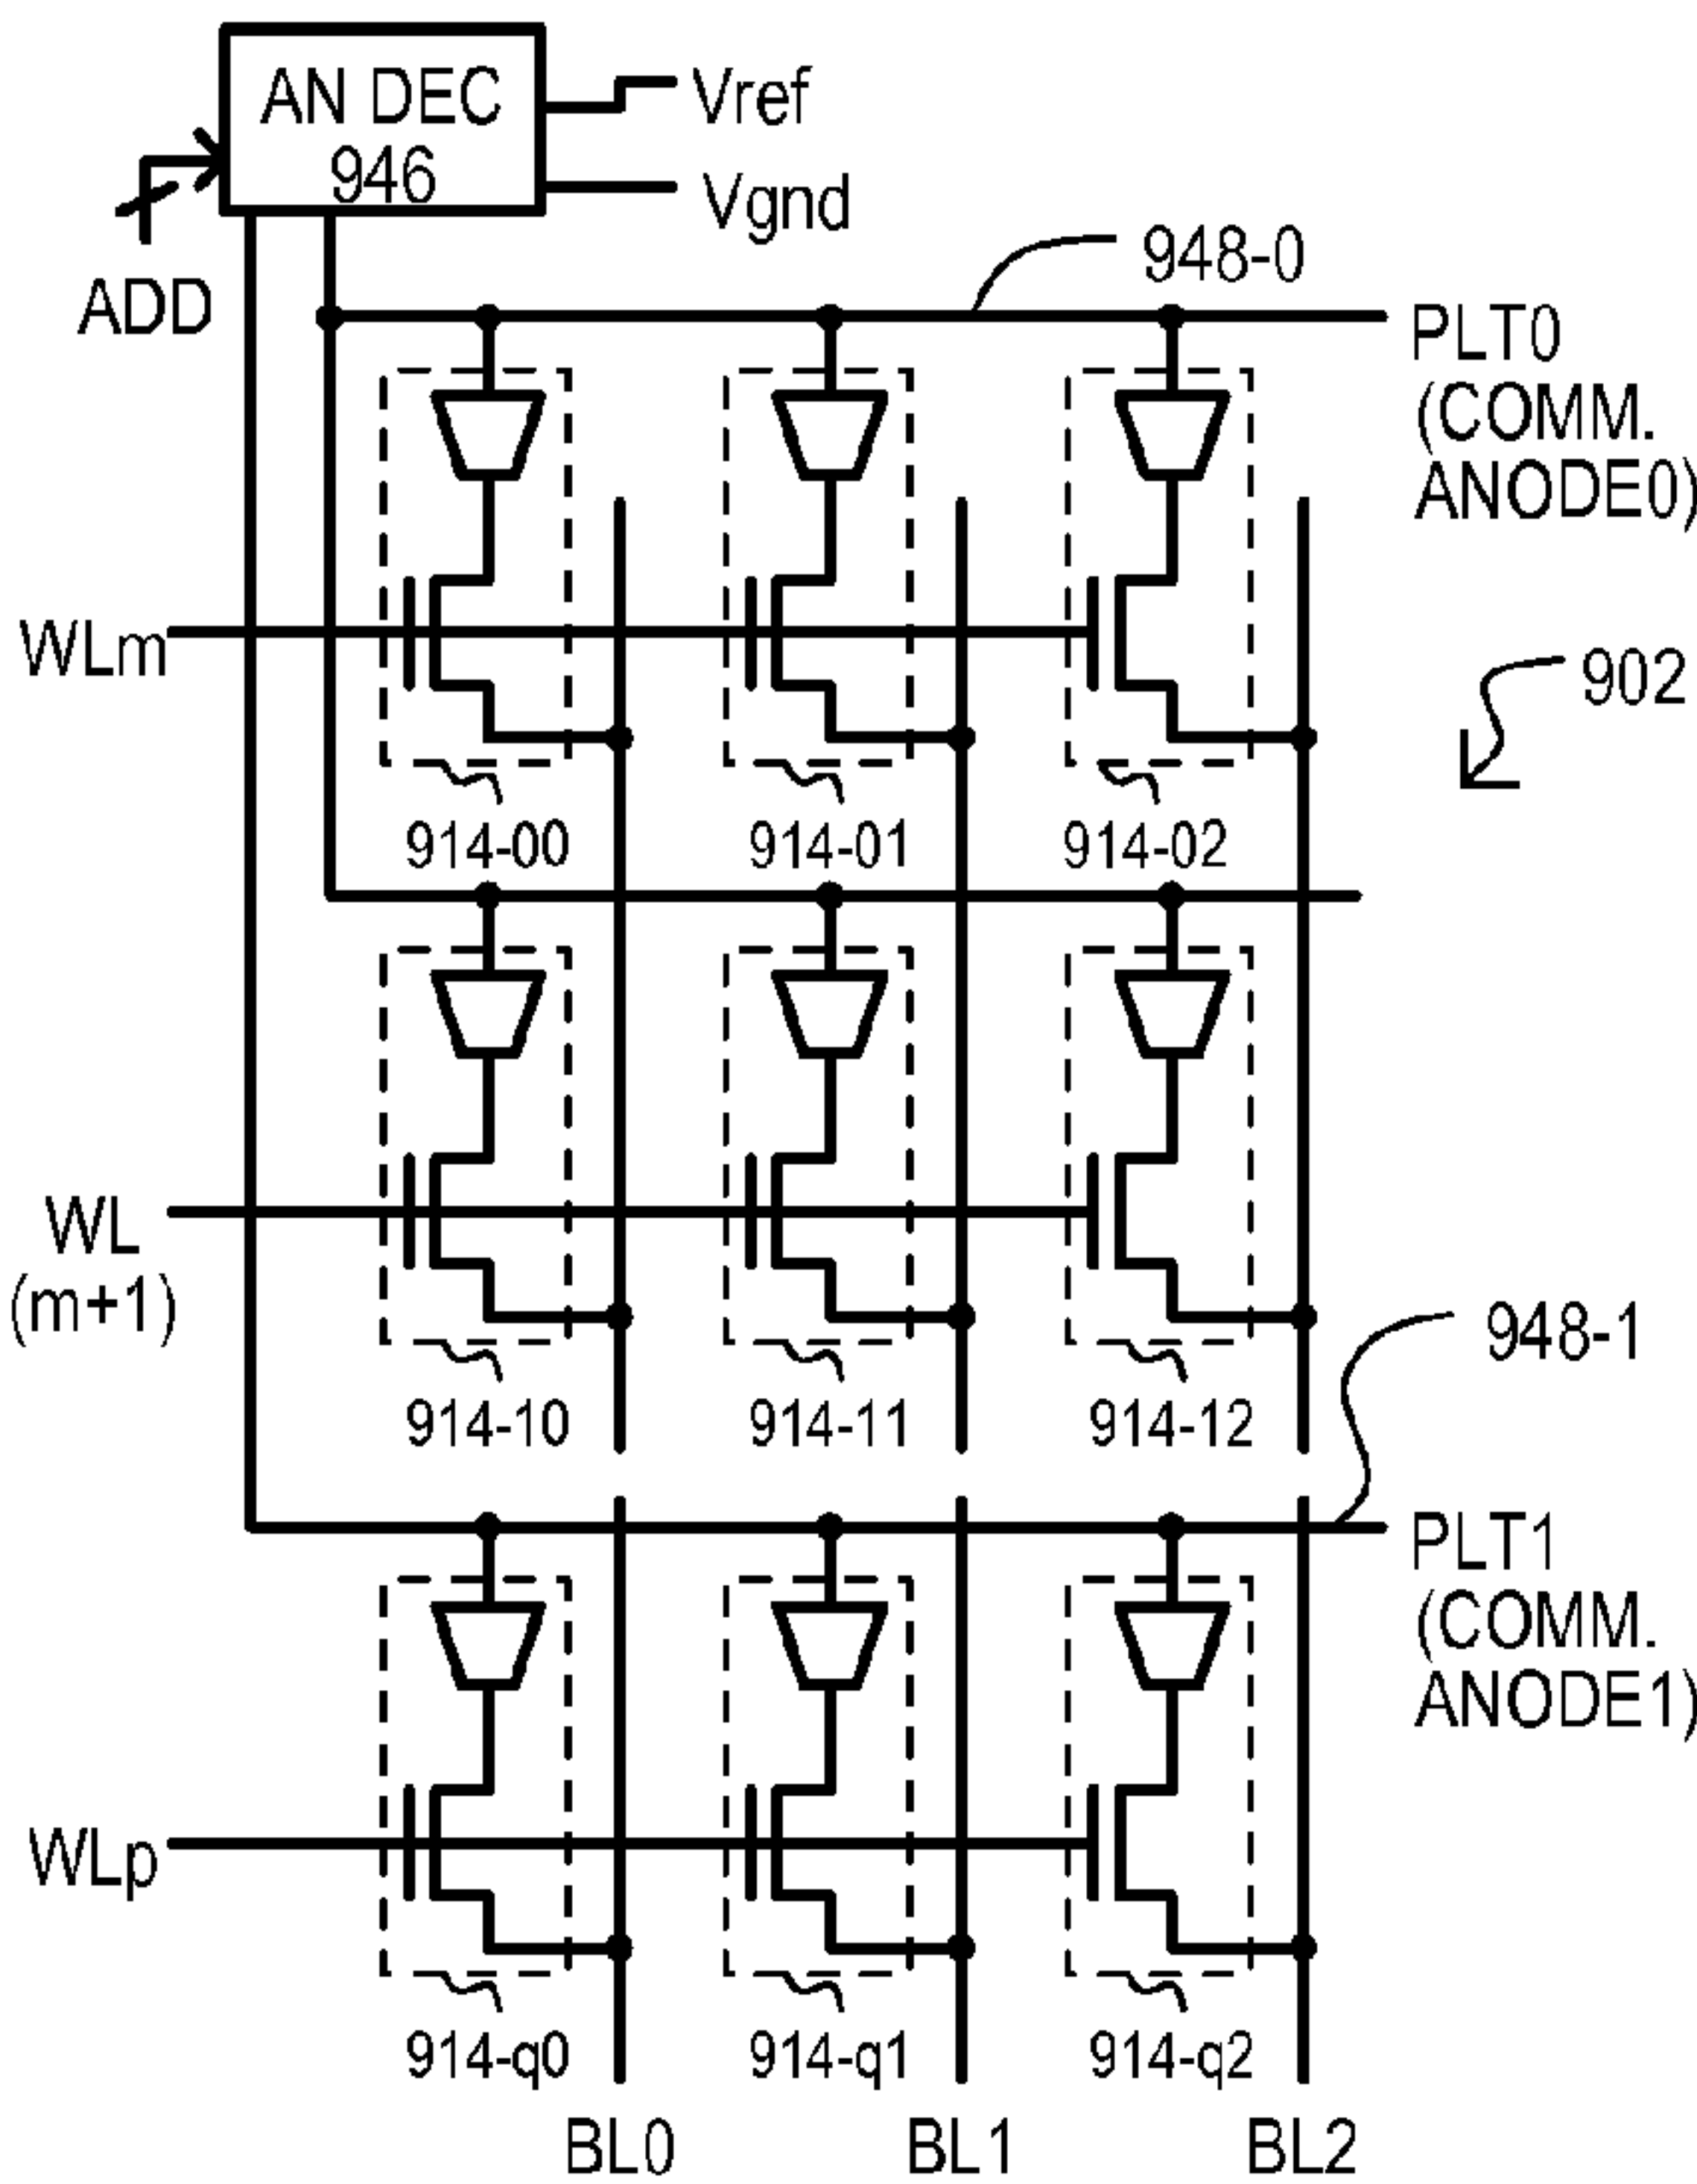 AN DEC
946
Vref
Vgnd
ADD
948-0
PLT0
(COMM.
ANODE0)
WLm
902
914-00
914-01
914-02
WL
(m+1)
948-1
914-10
914-11
914-12
PLT1
(COMM.
ANODE1)
WLp
914-q0
914-q1
914-q2
BL0
BL1
BL2